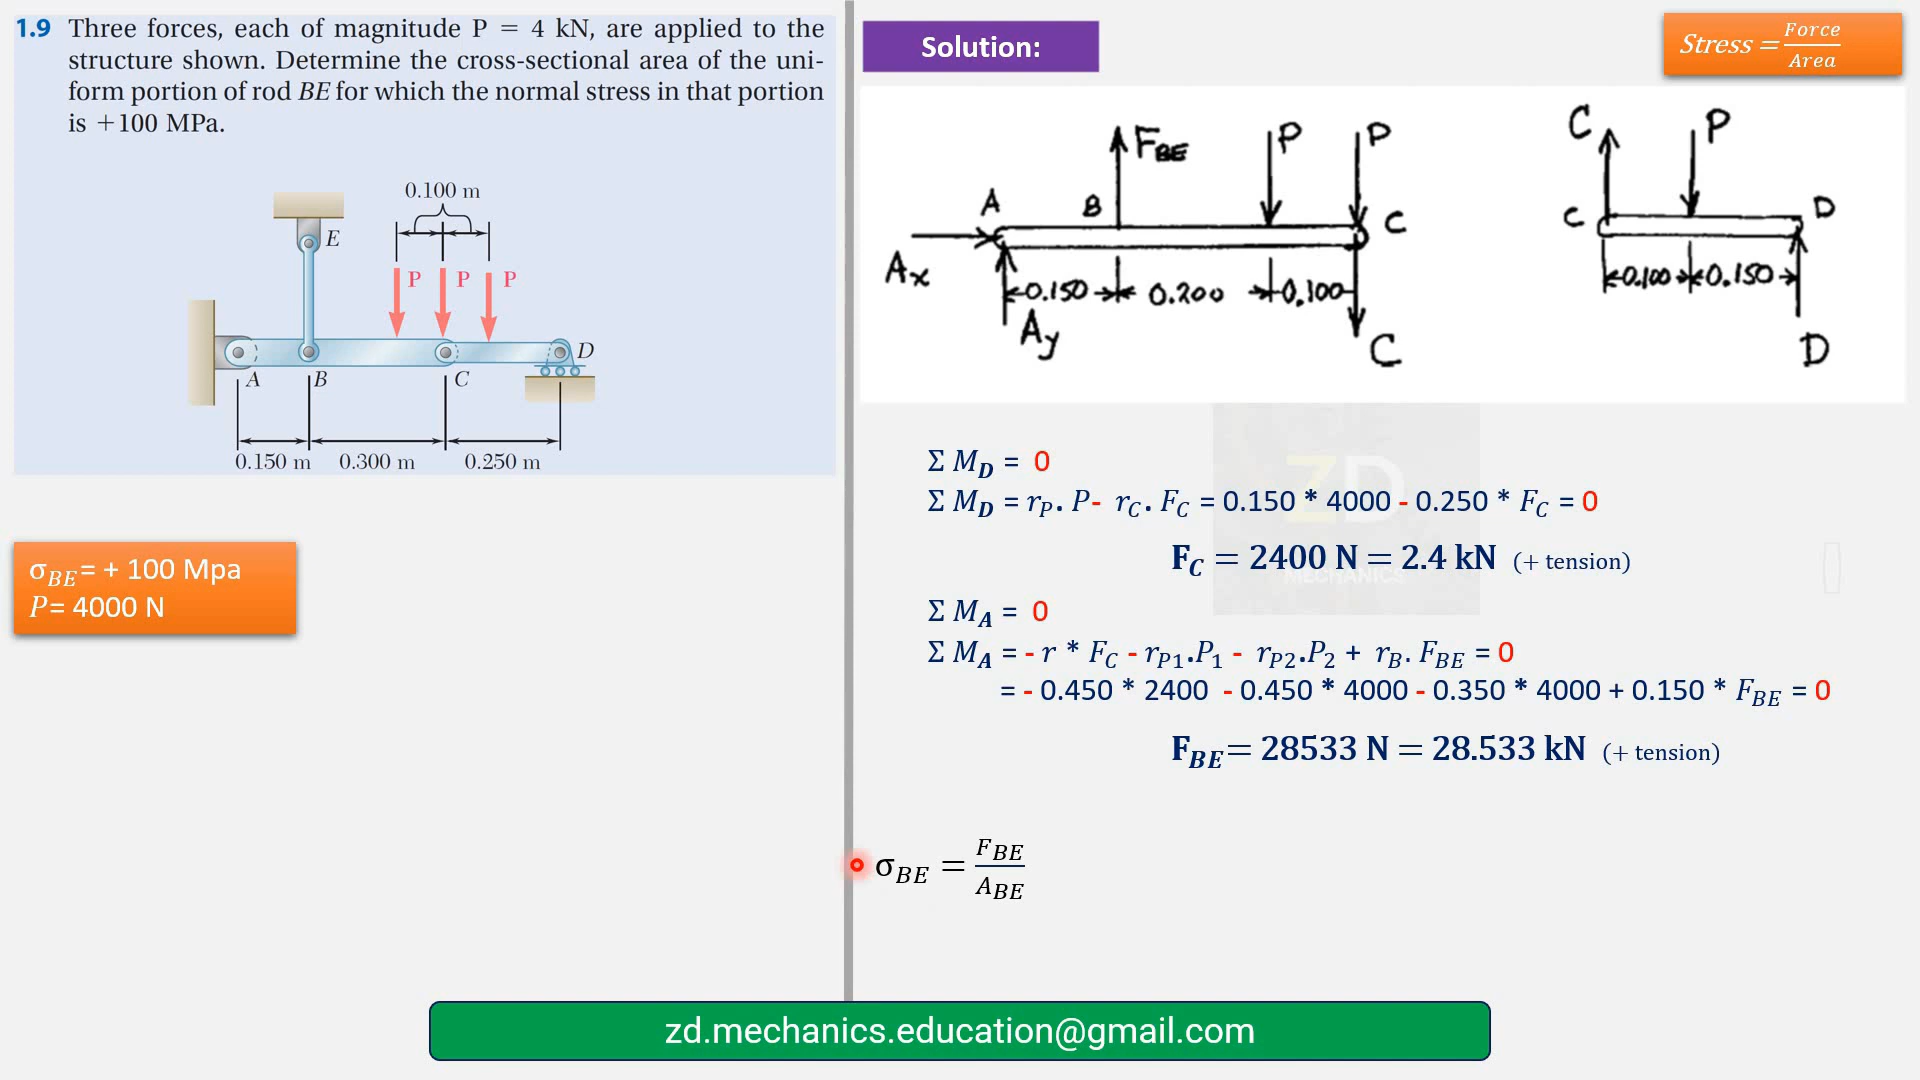 1.9 Three forces, each of magnitude P = 4 kN, are applied to the
structure shown. Determine the cross-sectional area of the uni-
form portion of rod BE for which the normal stress in that portion
is +100 MPa.
0.100 m
E
P P P
A B C D
0.150 m 0.300 m 0.250 m
σBE= + 100 Mpa
P= 4000 N
Solution:
Stress = Force/Area
FBE P P
A B C
Ax
0.150 0.200 0.100
Ay C
C P
C D
0.100 0.150
D
Σ MD = 0
Σ MD = rP. P- rC. FC = 0.150 * 4000 - 0.250 * FC = 0
FC = 2400 N = 2.4 kN (+ tension)
ZD
MECHANICS
Σ MA = 0
Σ MA = - r * FC - rP1.P1 - rP2.P2 + rB. FBE = 0
= - 0.450 * 2400 - 0.450 * 4000 - 0.350 * 4000 + 0.150 * FBE = 0
FBE= 28533 N = 28.533 kN (+ tension)
σBE = FBE/ABE
zd.mechanics.education@gmail.com